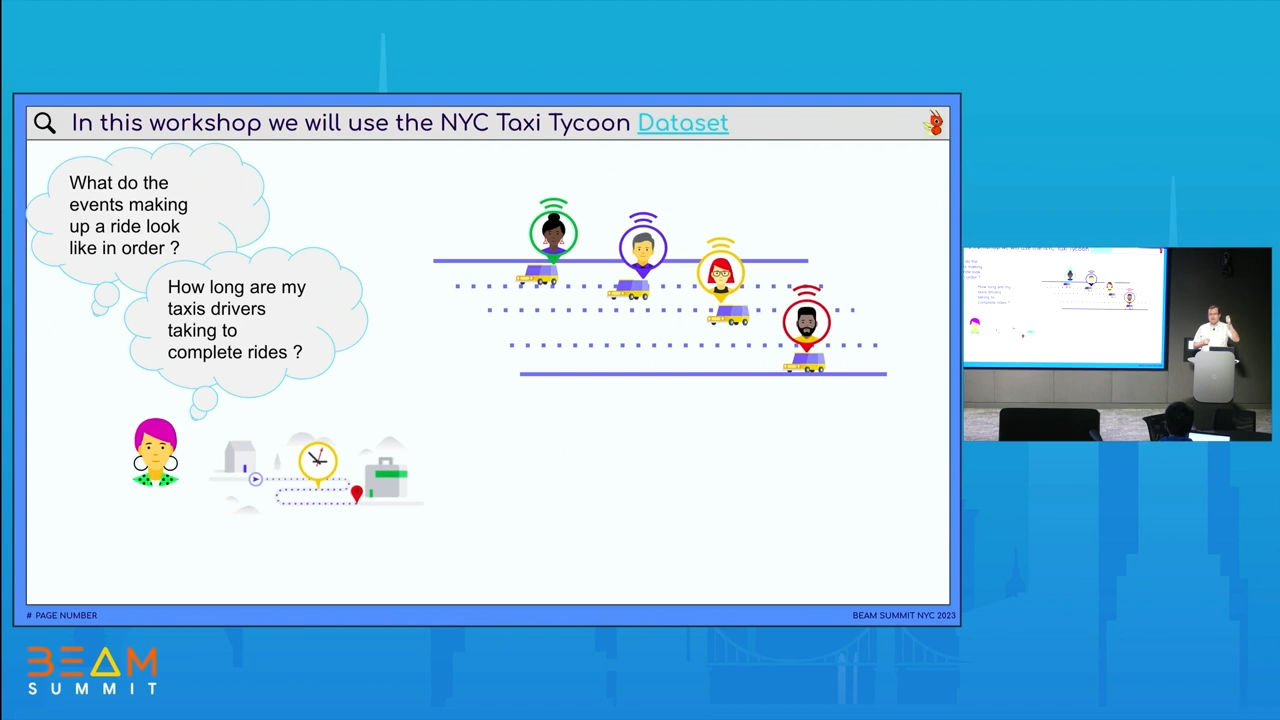 In this workshop we will use the NYC Taxi Tycoon Dataset
What do the
events making
up a ride look
like in order ?
How long are my
taxis drivers
taking to
complete rides ?
# PAGE NUMBER
BEAM SUMMIT NYC 2023
BEAM
SUMMIT